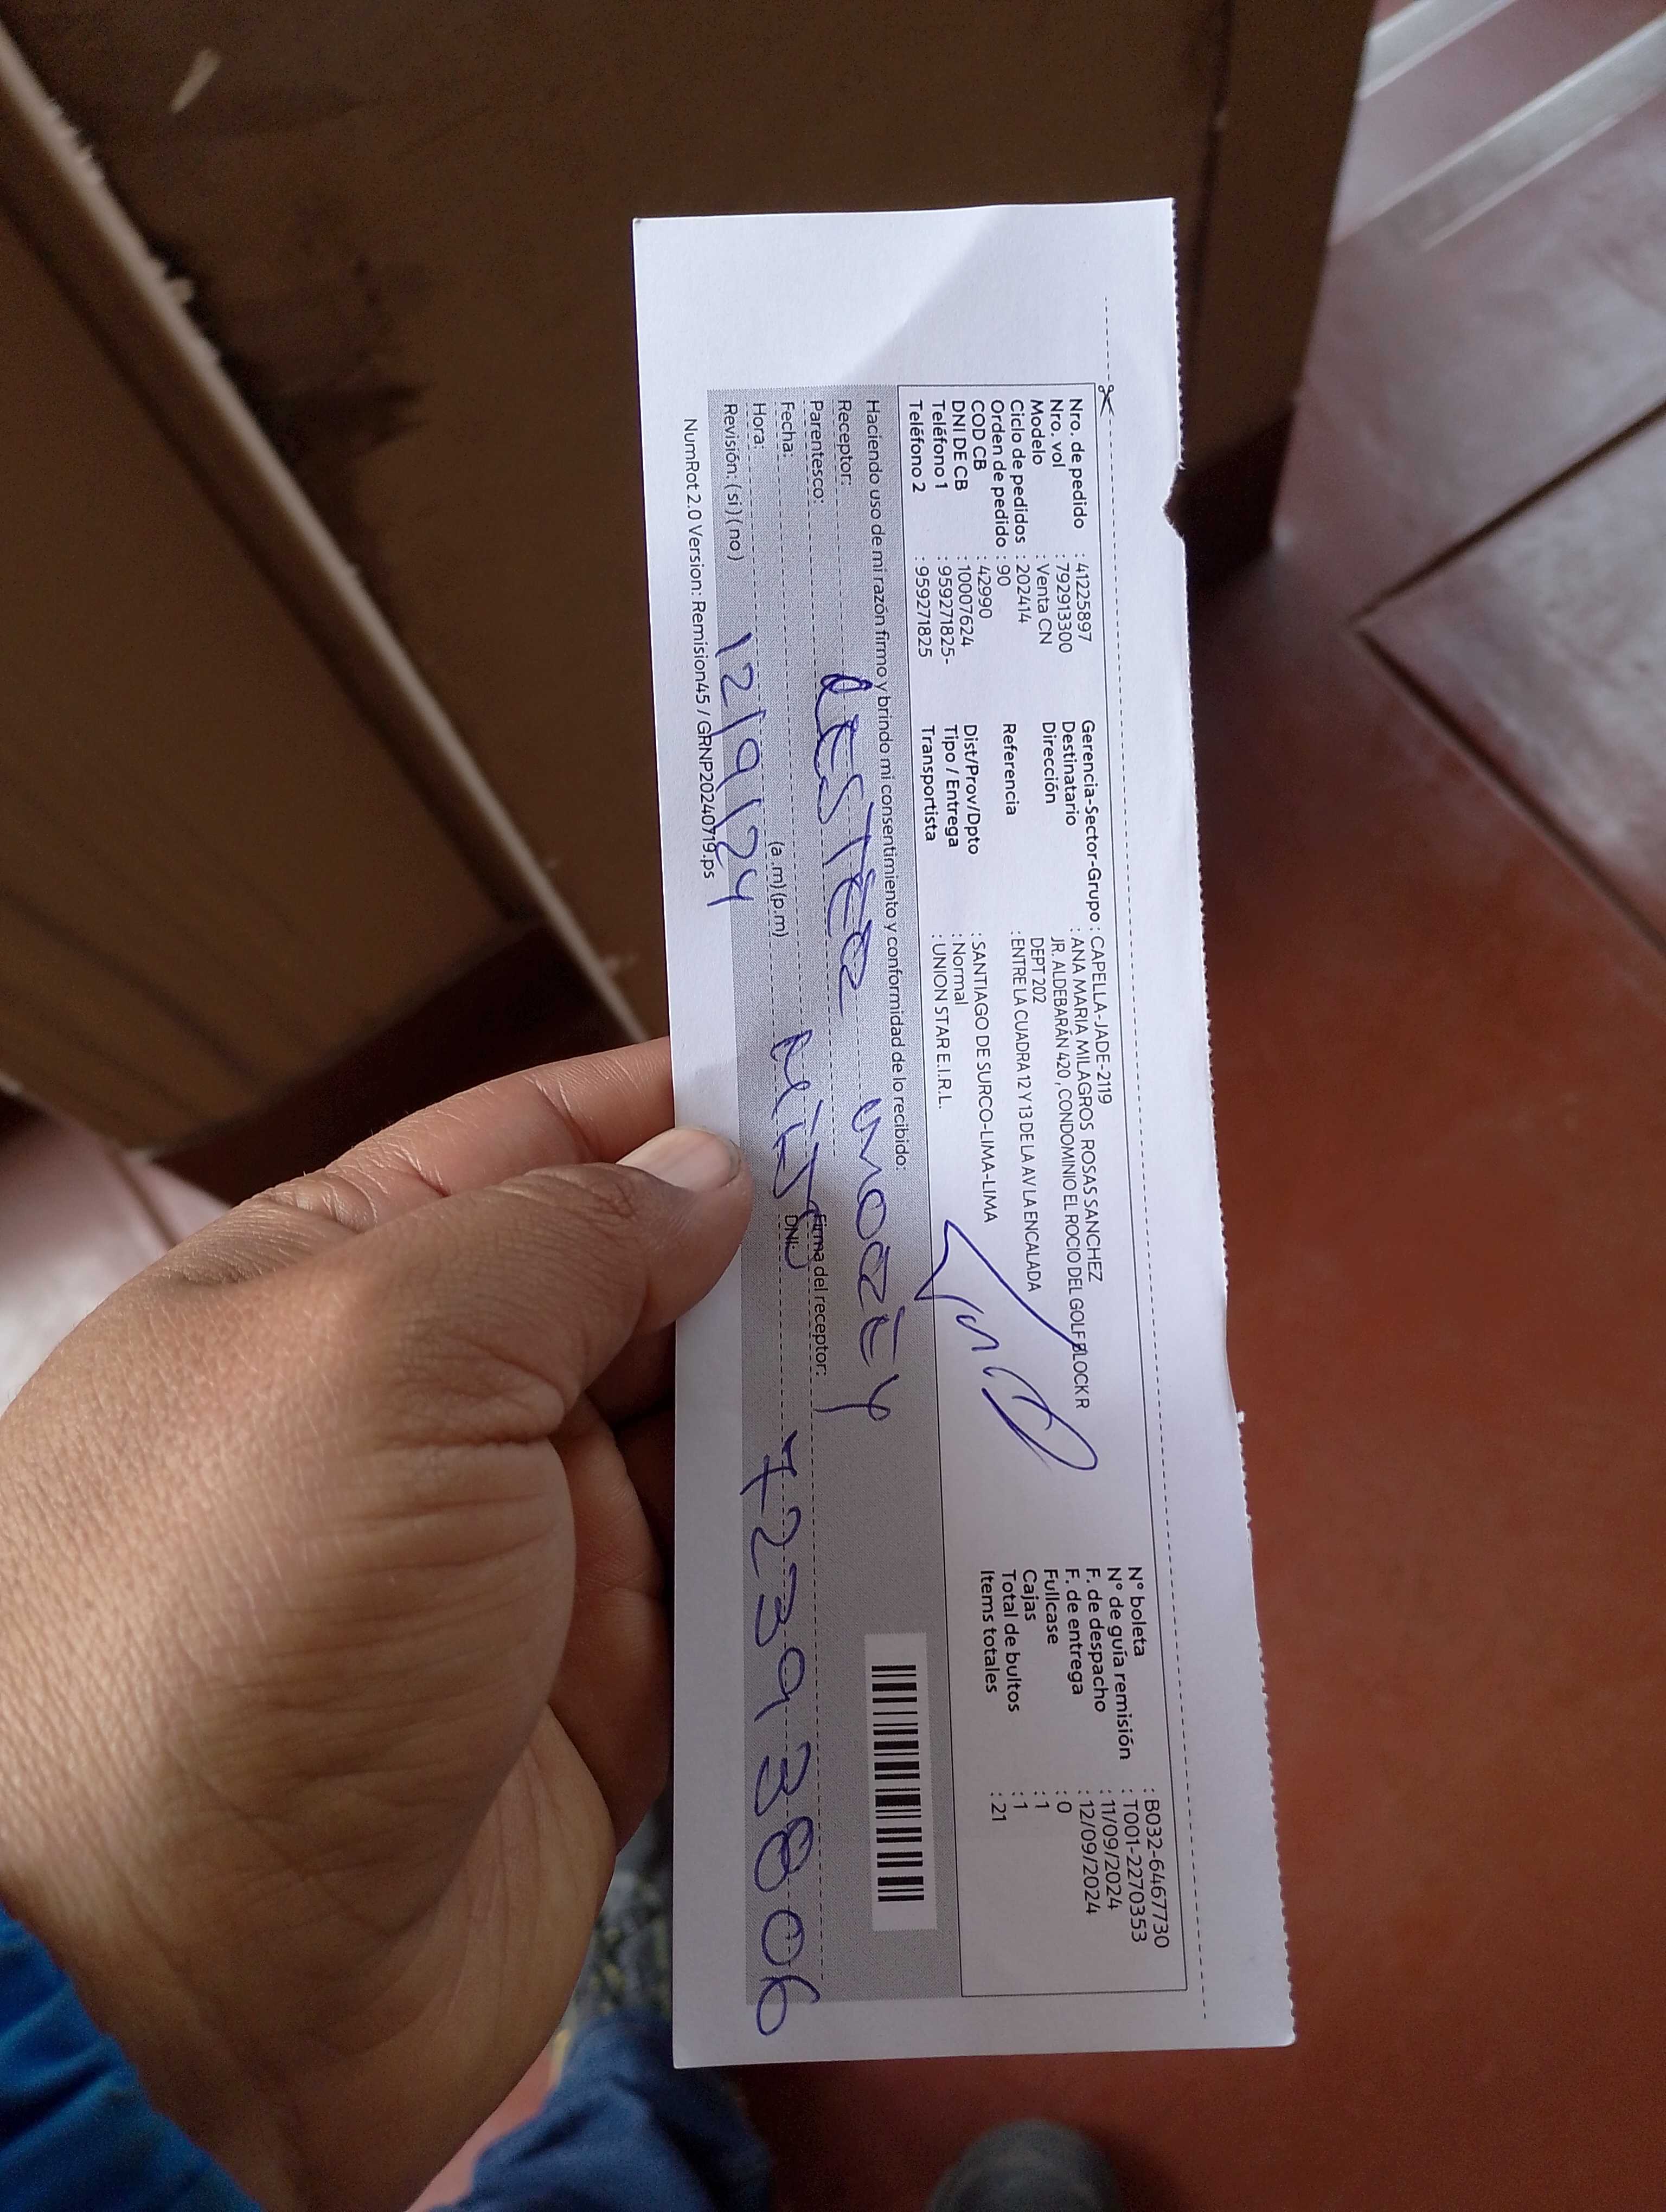 Nro. de pedido : 41225897
Nro. vol : 792913300
Modelo : Venta CN
Ciclo de pedidos : 202414
Orden de pedido : 90
COD CB : 42990
DNI DE CB : 10007624
Teléfono 1 : 959271825-
Teléfono 2 : 959271825
Gerencia-Sector-Grupo : CAPELLA-JADE-2119
Destinatario : ANA MARIA MILAGROS ROSAS SANCHEZ
Dirección JR. ALDEBARÁN 420, CONDOMINIO EL ROCIO DEL GOLF BLOCK R
DEPT 202
Referencia : ENTRE LA CUADRA 12 Y 13 DE LA AV LA ENCALADA
Dist/Prov/Dpto : SANTIAGO DE SURCO-LIMA-LIMA
Tipo / Entrega : Normal
Transportista : UNION STAR E.I.R.L.
N° boleta : B032-6467730
N° de guía remisión : T001-2270353
F. de despacho : 11/09/2024
F. de entrega : 12/09/2024
Fullcase : 0
Cajas : 1
Total de bultos : 1
Items totales : 21
Haciendo uso de mi razón firmo y brindo mi consentimiento y conformidad de lo recibido:
Receptor:
Parentesco:
Fecha:
Hora: (a.m)(p.m)
Revisión: (si)(no) 12/9/24
Firma del receptor:
DNI: 72393806
NumRot 2.0 Version: Remision45 / GRNP20240719.ps